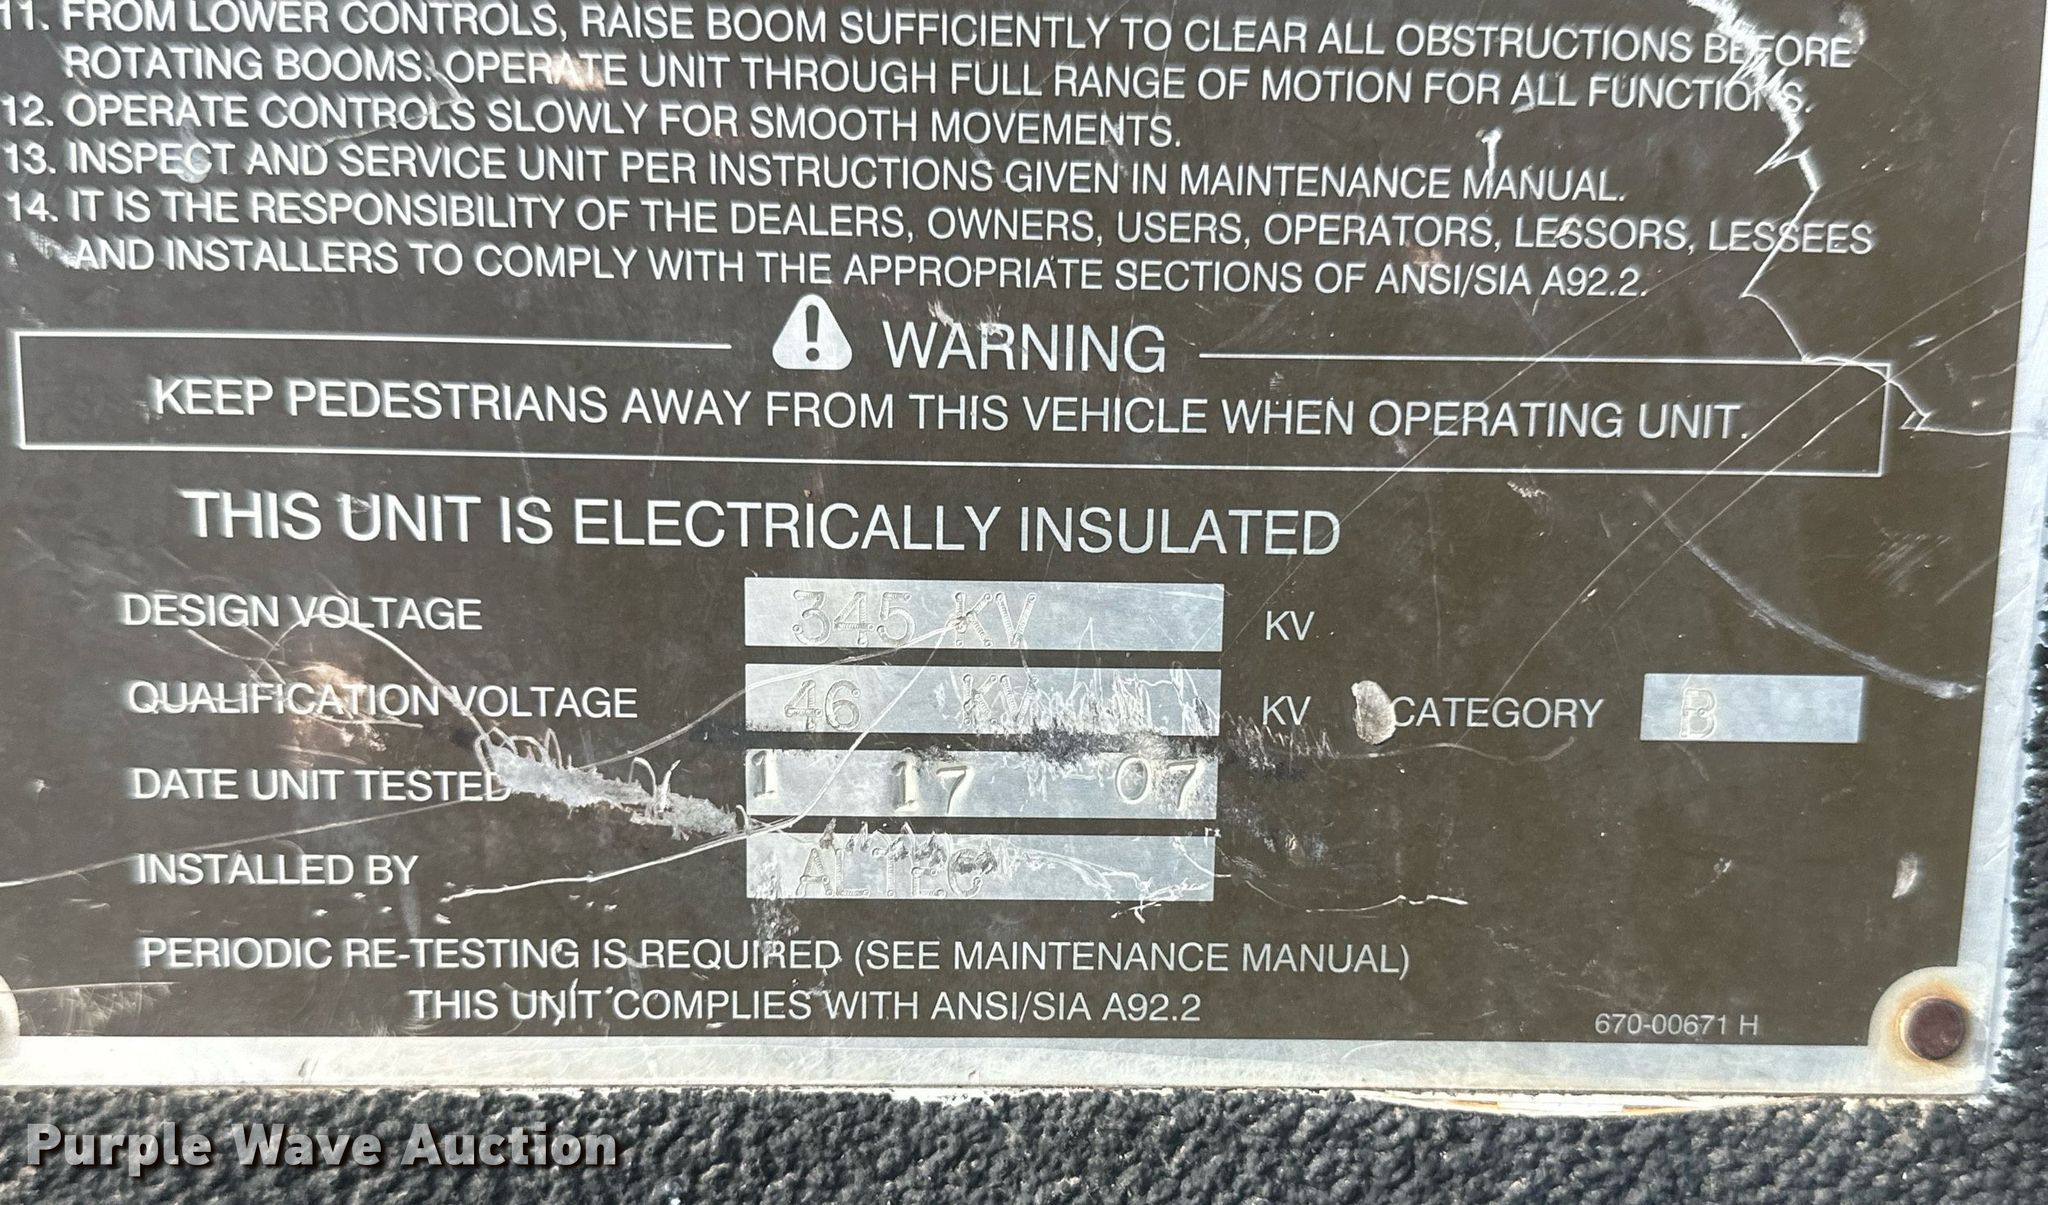 11. FROM LOWER CONTROLS, RAISE BOOM SUFFICIENTLY TO CLEAR ALL OBSTRUCTIONS BEFORE
ROTATING BOOMS. OPERATE UNIT THROUGH FULL RANGE OF MOTION FOR ALL FUNCTIONS.
12. OPERATE CONTROLS SLOWLY FOR SMOOTH MOVEMENTS.
13. INSPECT AND SERVICE UNIT PER INSTRUCTIONS GIVEN IN MAINTENANCE MANUAL.
14. IT IS THE RESPONSIBILITY OF THE DEALERS, OWNERS, USERS, OPERATORS, LESSORS, LESSEES
AND INSTALLERS TO COMPLY WITH THE APPROPRIATE SECTIONS OF ANSI/SIA A92.2.
WARNING
KEEP PEDESTRIANS AWAY FROM THIS VEHICLE WHEN OPERATING UNIT.
THIS UNIT IS ELECTRICALLY INSULATED
DESIGN VOLTAGE 345 KV KV
QUALIFICATION VOLTAGE 46 KV KV CATEGORY B
DATE UNIT TESTED 1 17 07
INSTALLED BY ALTEC
PERIODIC RE-TESTING IS REQUIRED (SEE MAINTENANCE MANUAL)
THIS UNIT COMPLIES WITH ANSI/SIA A92.2
670-00671 H
Purple Wave Auction